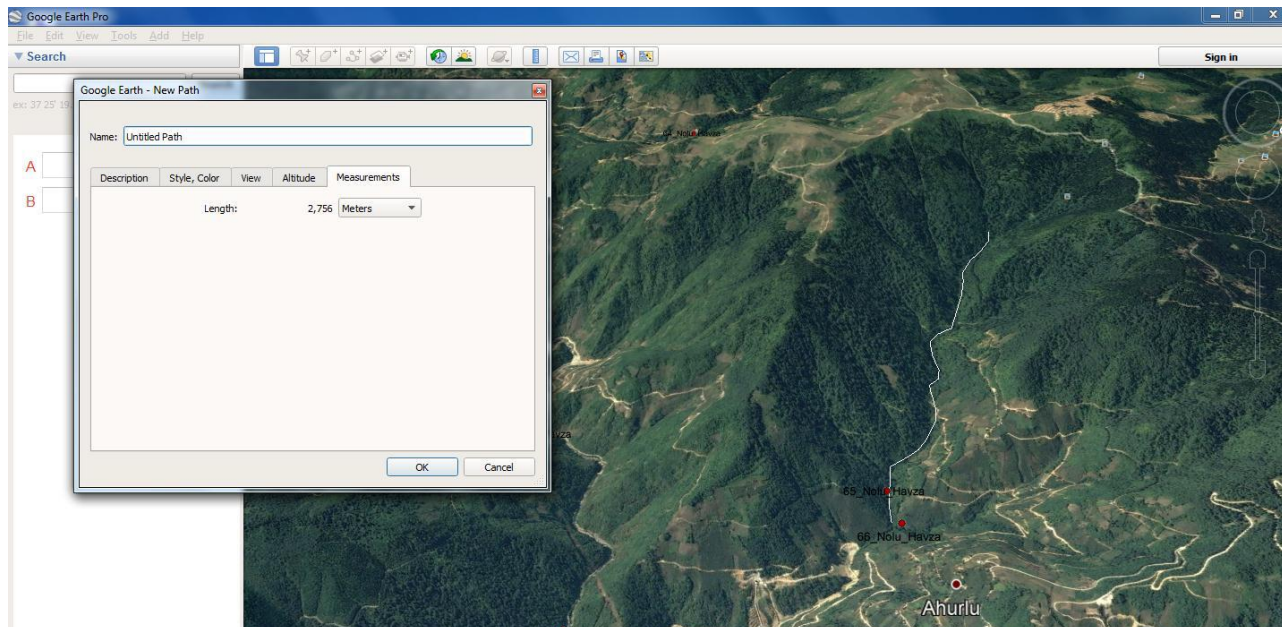 Google Earth Pro
File Edit View Tools Add Help
Search
Sign in
Google Earth - New Path
Name: Untitled Path
Description Style, Color View Altitude Measurements
Length: 2,756 Meters
OK Cancel
A
B
64_Nolu_Havza
65_Nolu_Havza
66_Nolu_Havza
Ahurlu